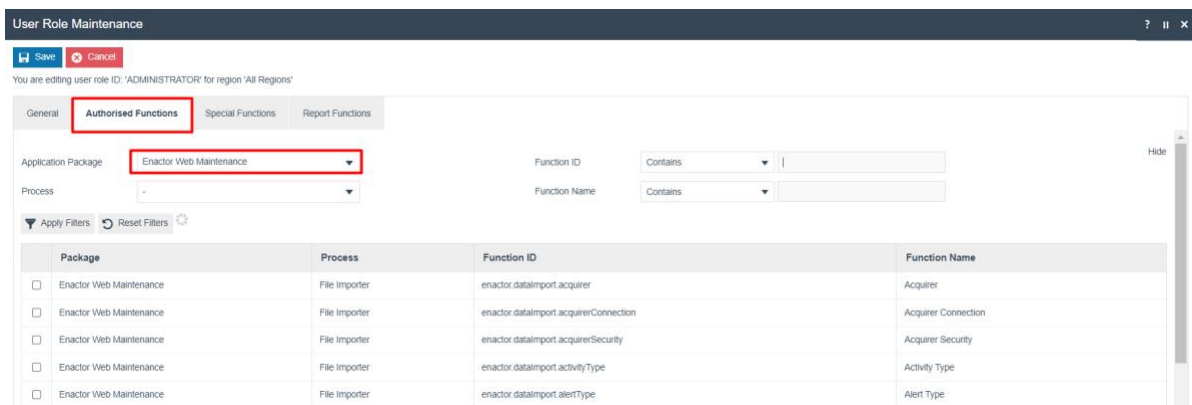 User Role Maintenance ? II ×
Save Cancel
You are editing user role ID: 'ADMINISTRATOR' for region 'All Regions'
General Authorised Functions Special Functions Report Functions
Application Package Enactor Web Maintenance Function ID Contains Hide
Process - Function Name Contains
Apply Filters Reset Filters
Package Process Function ID Function Name
Enactor Web Maintenance File Importer enactor.dataImport.acquirer Acquirer
Enactor Web Maintenance File Importer enactor.dataImport.acquirerConnection Acquirer Connection
Enactor Web Maintenance File Importer enactor.dataImport.acquirerSecurity Acquirer Security
Enactor Web Maintenance File Importer enactor.dataImport.activityType Activity Type
Enactor Web Maintenance File Importer enactor.dataImport.alertType Alert Type